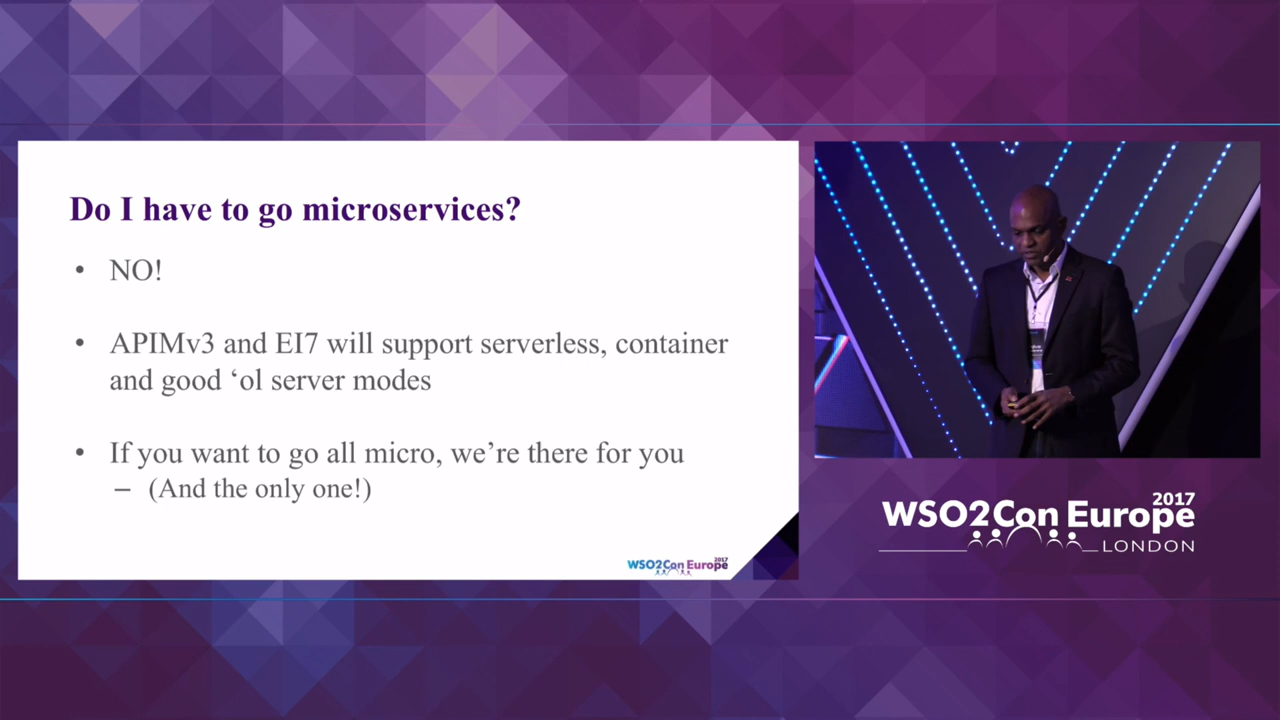 Do I have to go microservices?
• NO!
• APIMv3 and EI7 will support serverless, container
and good ‘ol server modes
• If you want to go all micro, we’re there for you
– (And the only one!)
WSO2Con Europe 2017
WSO2Con Europe 2017
LONDON